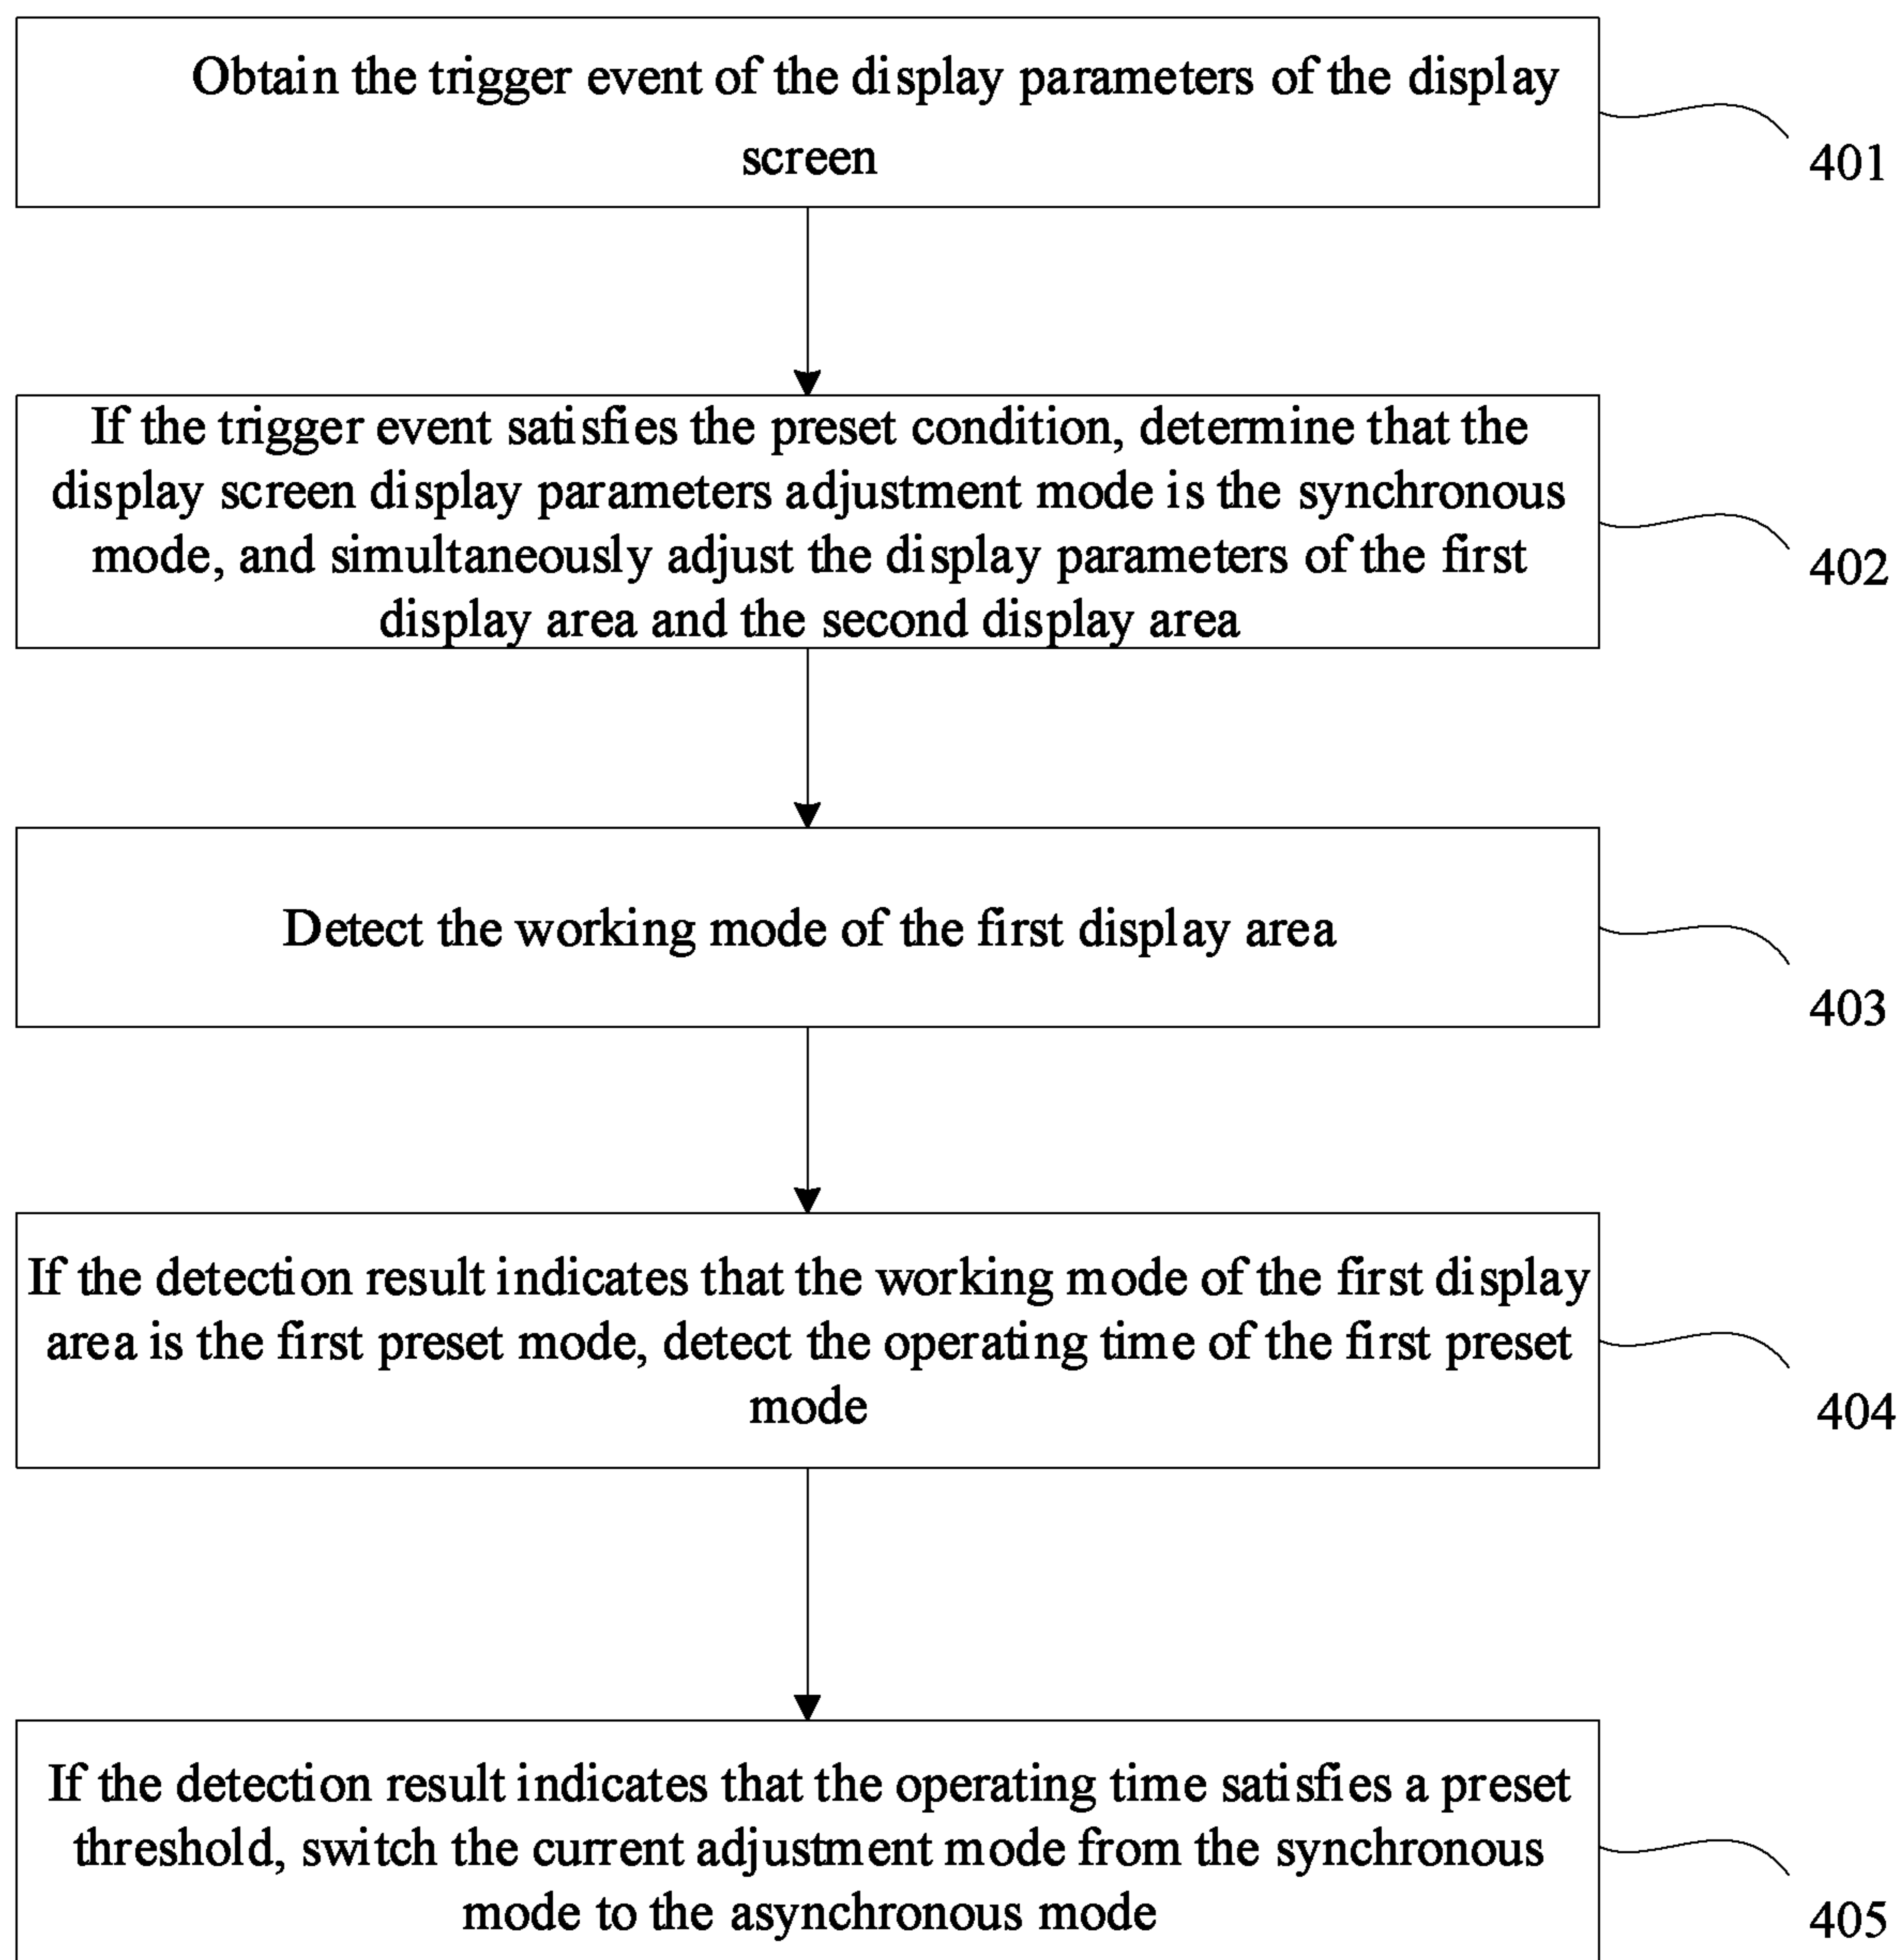 Obtain the trigger event of the display parameters of the display
screen
401
If the trigger event satisfies the preset condition, determine that the
display screen display parameters adjustment mode is the synchronous
mode, and simultaneously adjust the display parameters of the first
display area and the second display area
402
Detect the working mode of the first display area
403
If the detection result indicates that the working mode of the first display
area is the first preset mode, detect the operating time of the first preset
mode
404
If the detection result indicates that the operating time satisfies a preset
threshold, switch the current adjustment mode from the synchronous
mode to the asynchronous mode
405